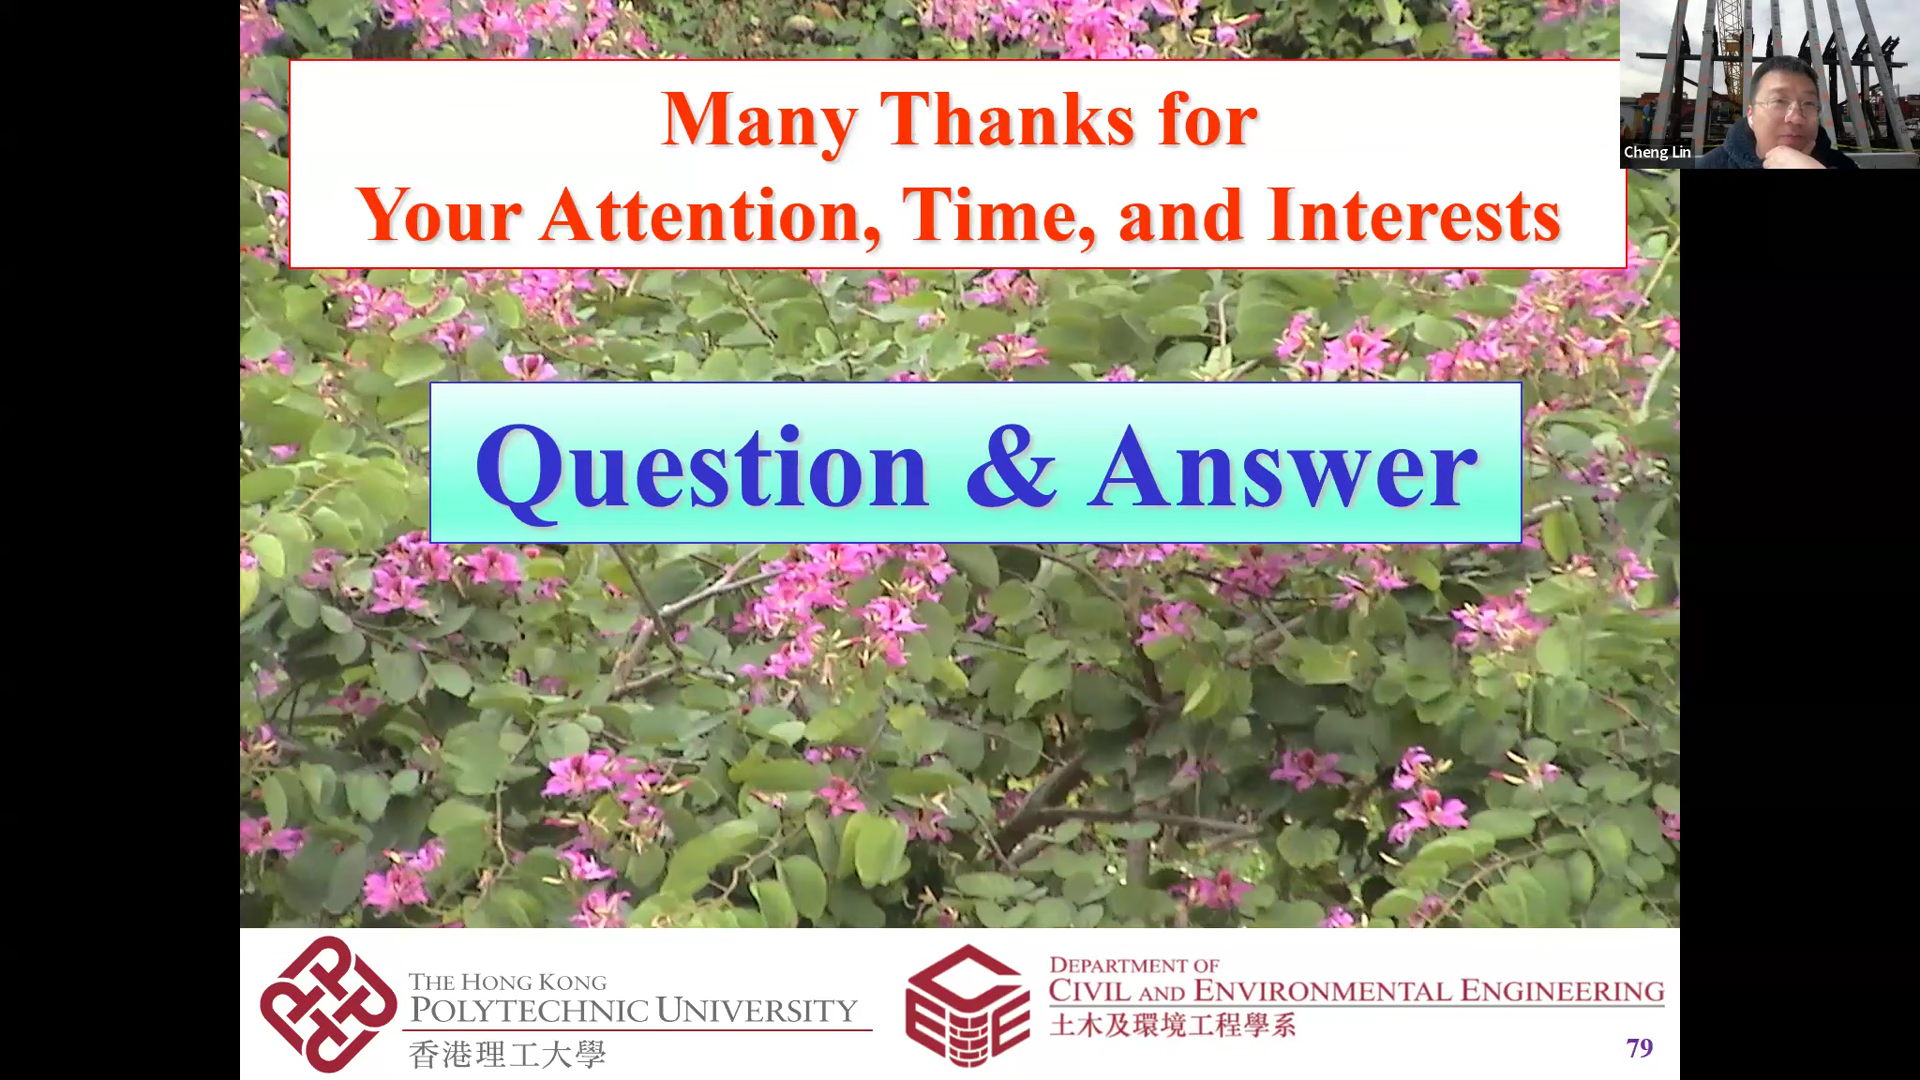 Many Thanks for
Your Attention, Time, and Interests
Cheng Lin
Question & Answer
THE HONG KONG
POLYTECHNIC UNIVERSITY
香港理工大學
DEPARTMENT OF
CIVIL AND ENVIRONMENTAL ENGINEERING
土木及環境工程學系
79